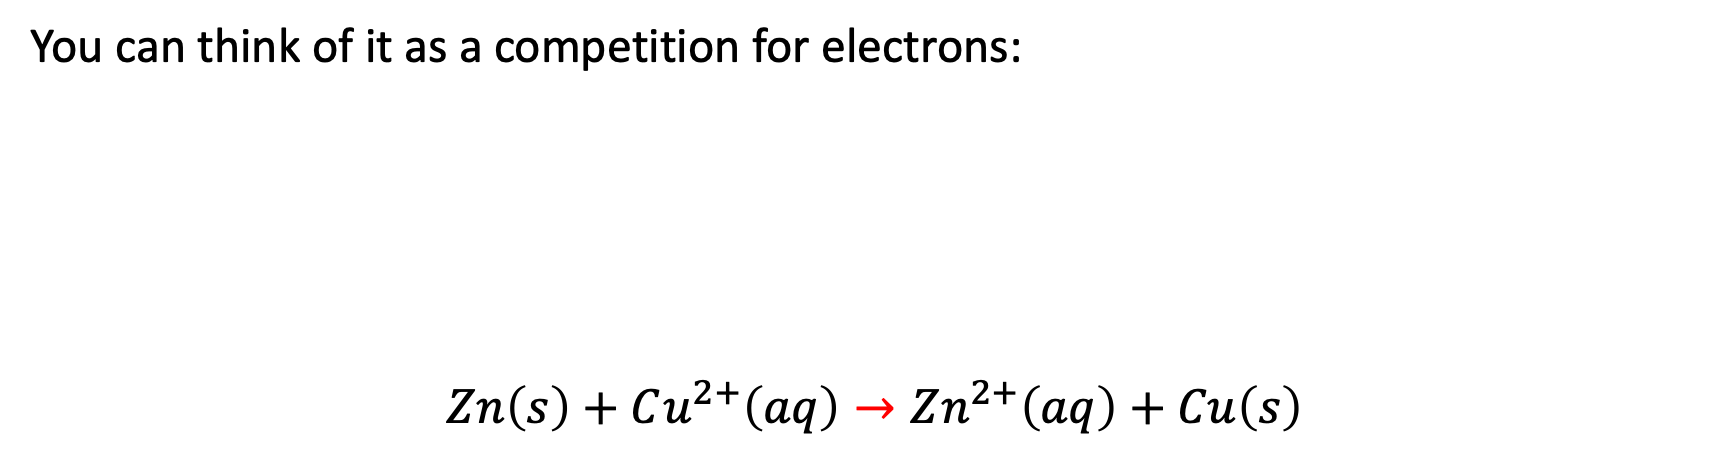 You can think of it as a competition for electrons:
Zn(s) + Cu²⁺(aq) → Zn²⁺(aq) + Cu(s)